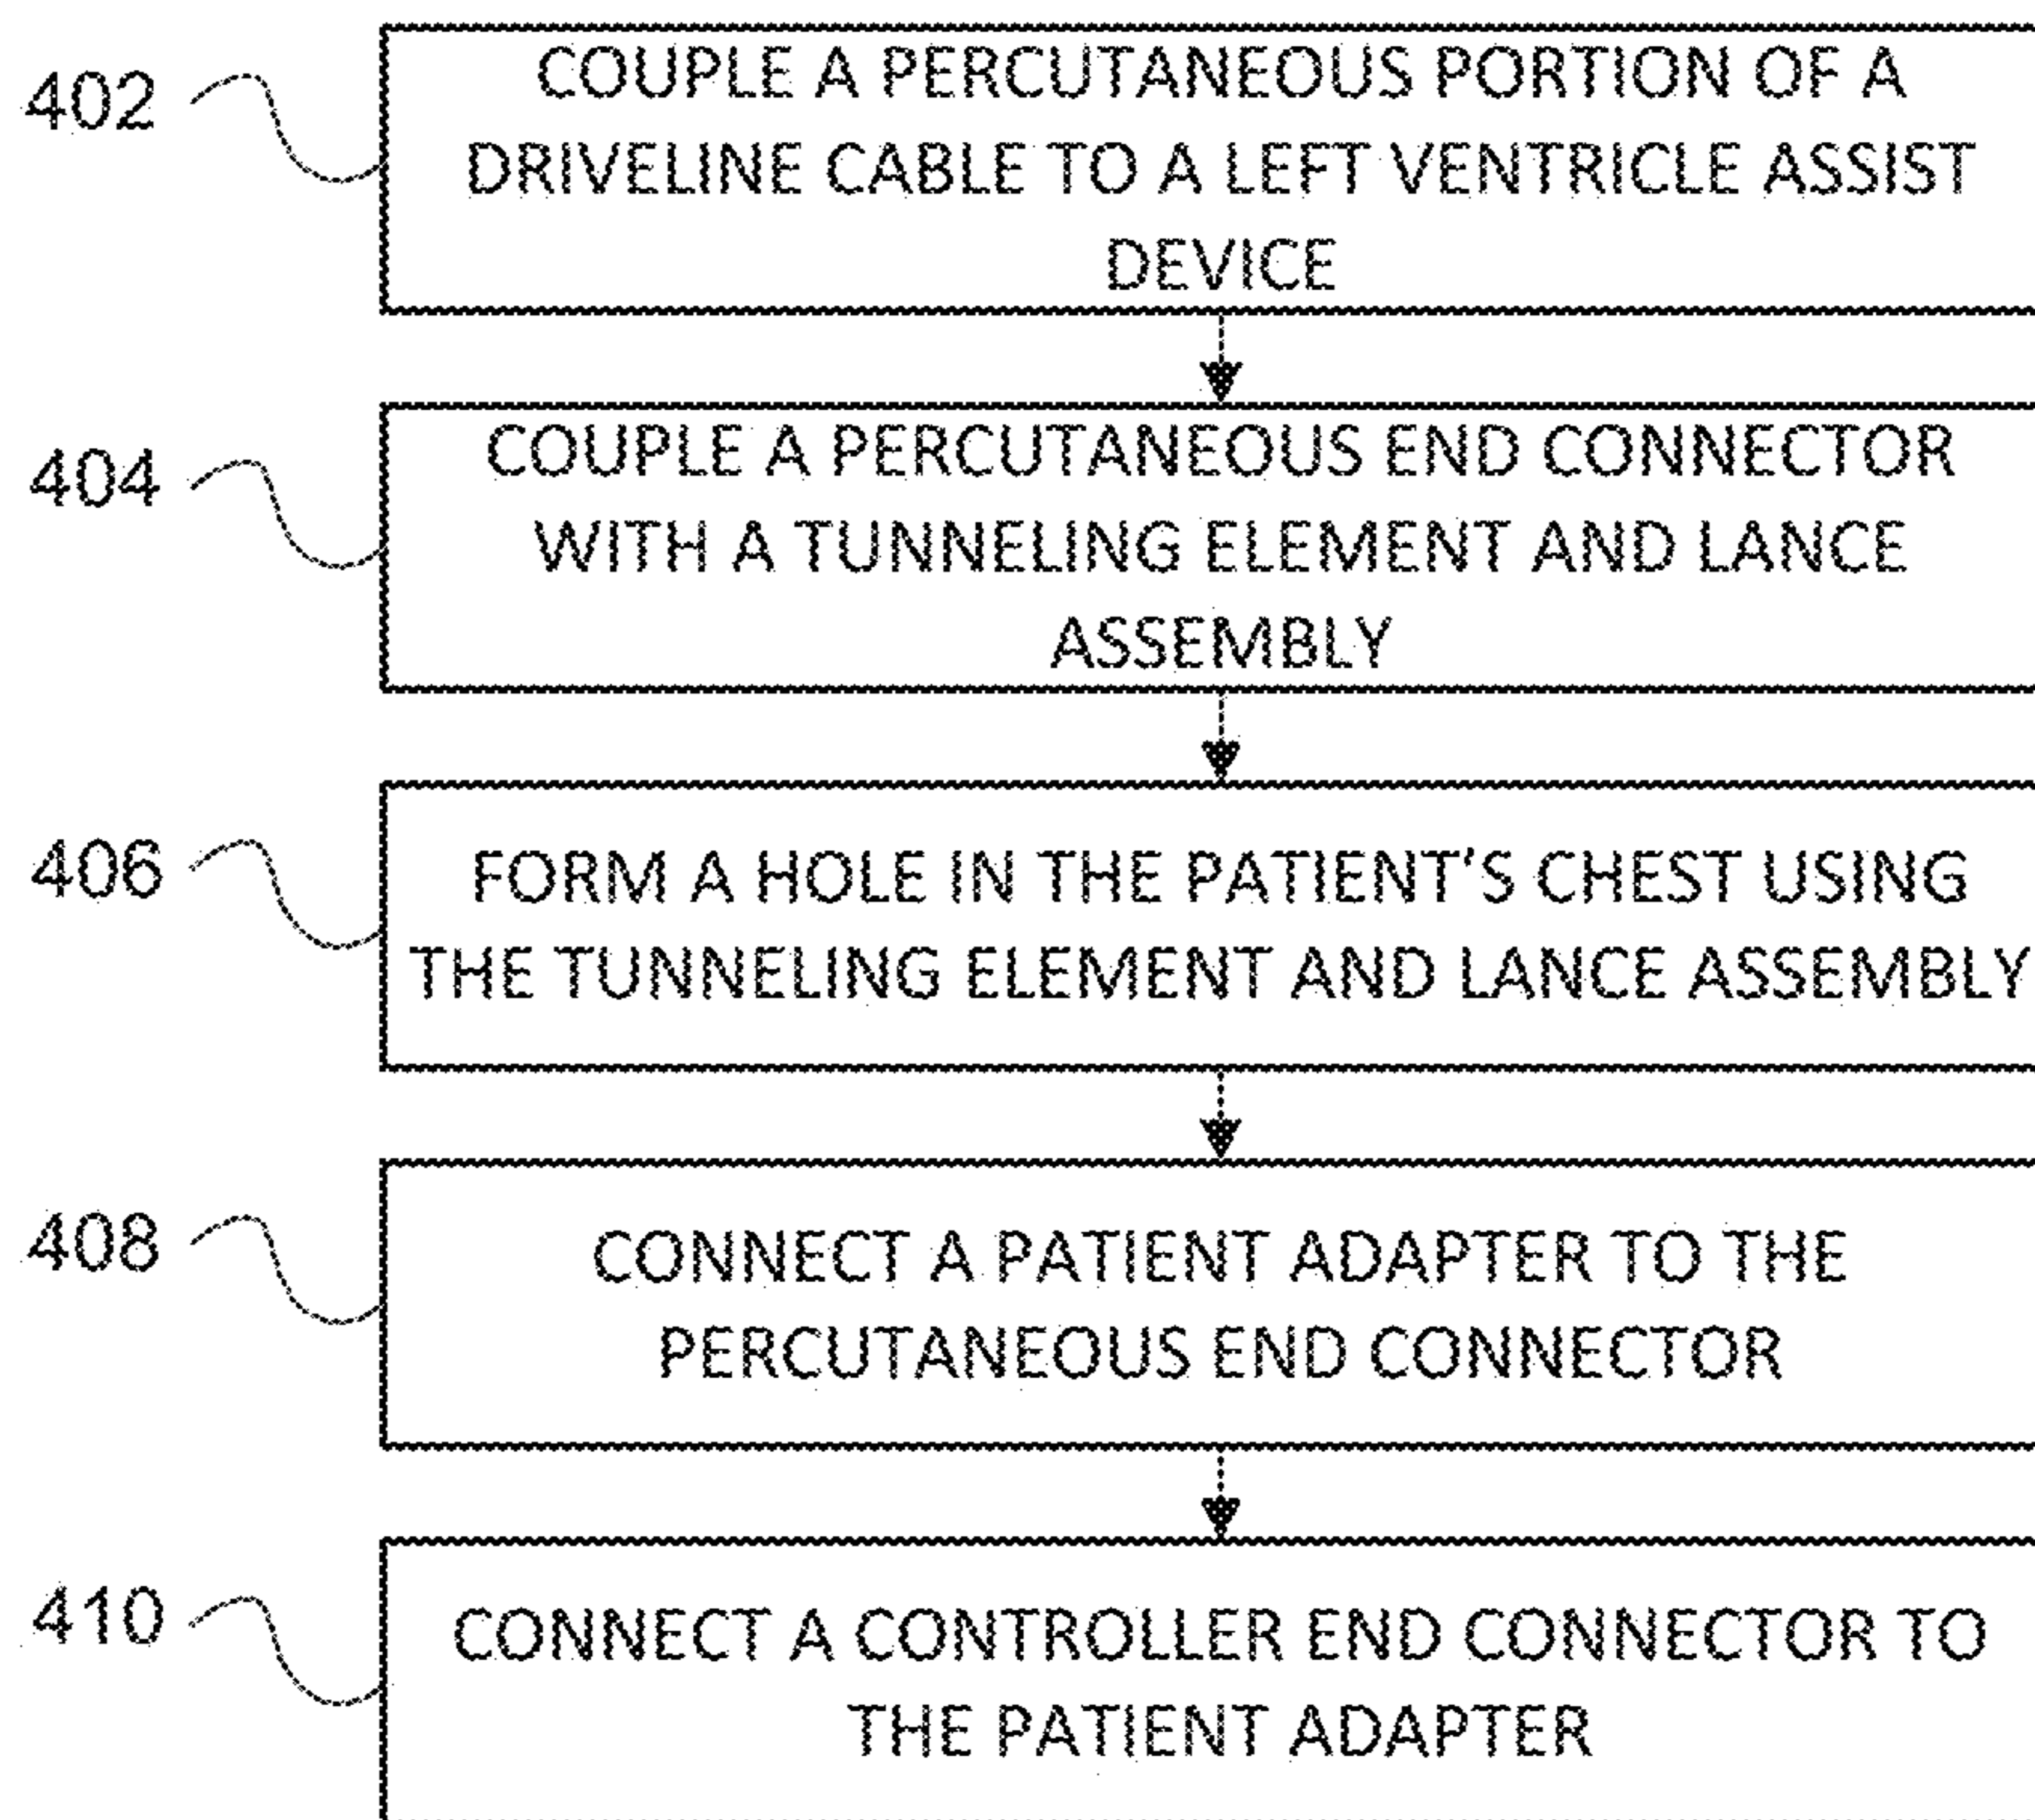 402
COUPLE A PERCUTANEOUS PORTION OF A
DRIVELINE CABLE TO A LEFT VENTRICLE ASSIST
DEVICE
404
COUPLE A PERCUTANEOUS END CONNECTOR
WITH A TUNNELING ELEMENT AND LANCE
ASSEMBLY
406
FORM A HOLE IN THE PATIENT'S CHEST USING
THE TUNNELING ELEMENT AND LANCE ASSEMBLY
408
CONNECT A PATIENT ADAPTER TO THE
PERCUTANEOUS END CONNECTOR
410
CONNECT A CONTROLLER END CONNECTOR TO
THE PATIENT ADAPTER